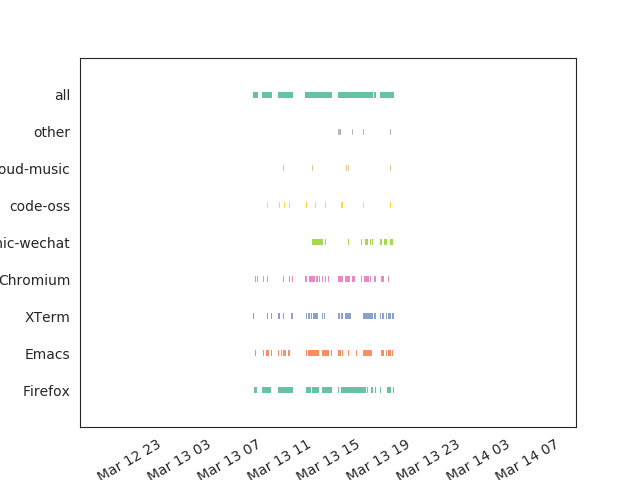 all
other
oud-music
code-oss
nic-wechat
Chromium
XTerm
Emacs
Firefox
Mar 12 23
Mar 13 03
Mar 13 07
Mar 13 11
Mar 13 15
Mar 13 19
Mar 13 23
Mar 14 03
Mar 14 07